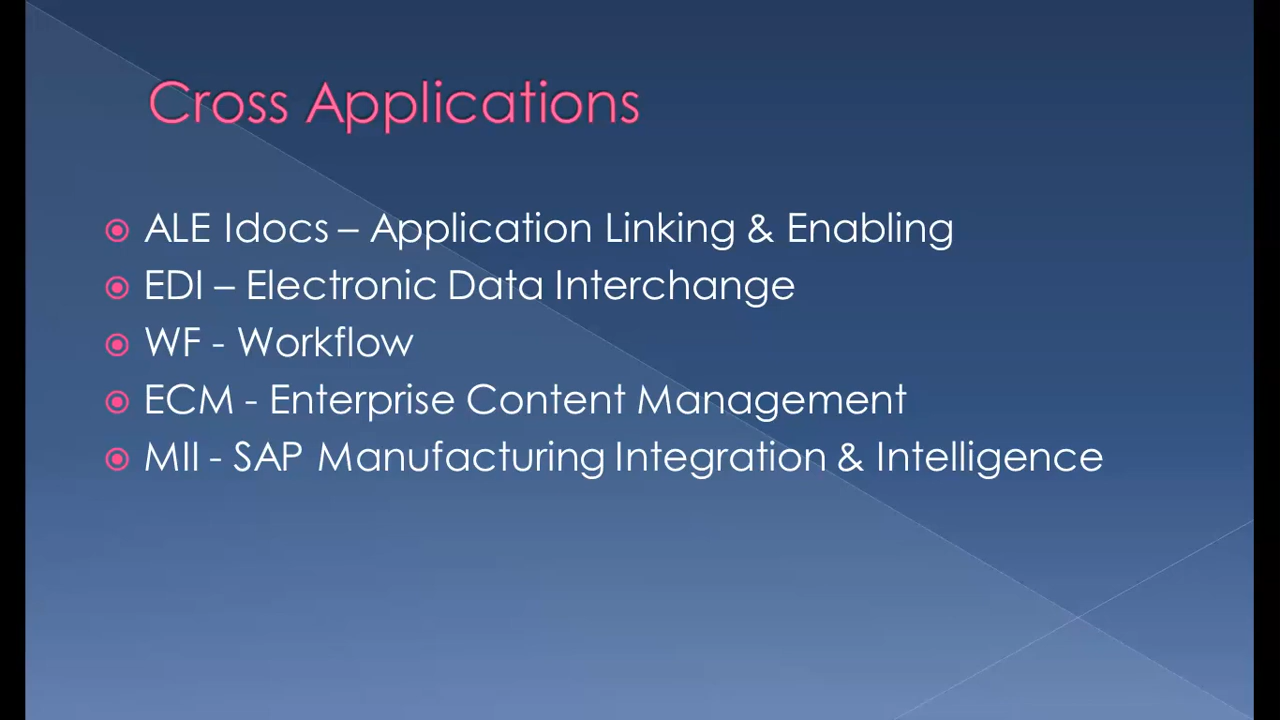 Cross Applications
ALE Idocs – Application Linking & Enabling
EDI – Electronic Data Interchange
WF - Workflow
ECM - Enterprise Content Management
MII - SAP Manufacturing Integration & Intelligence